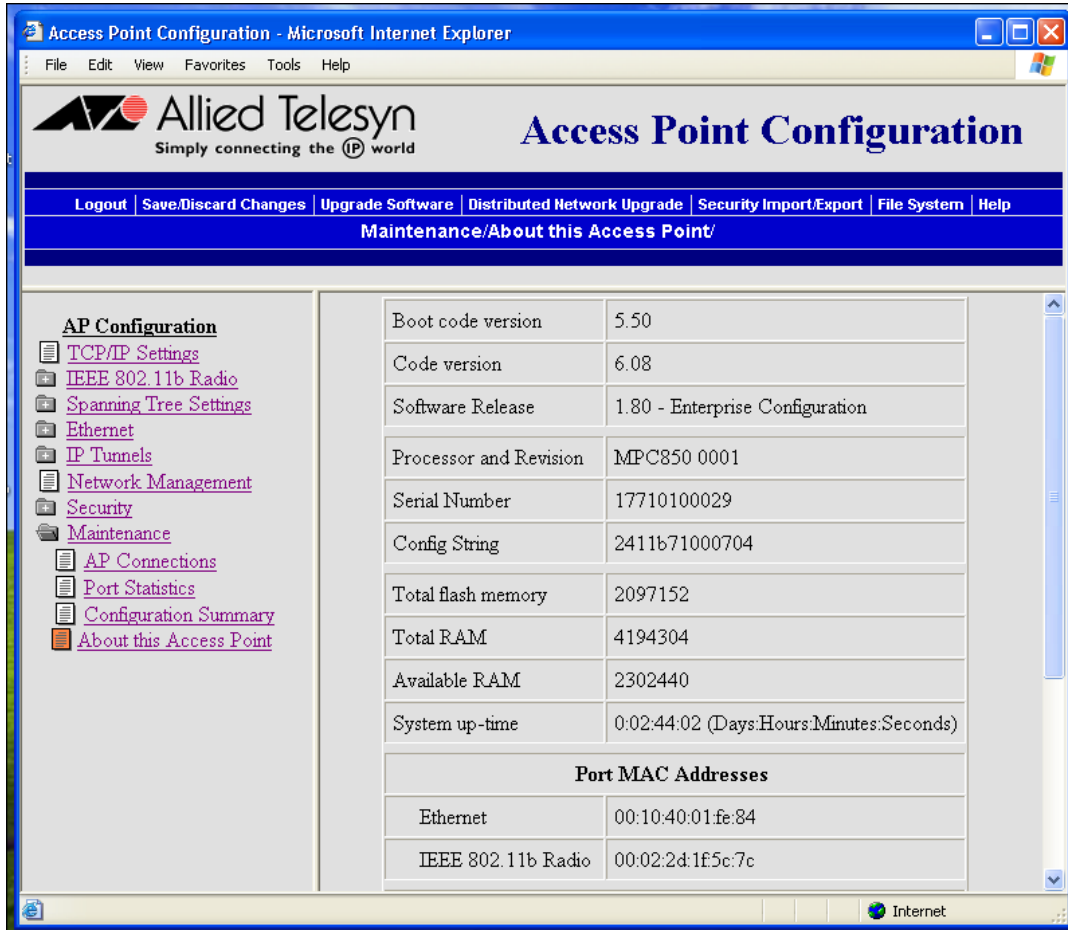 Access Point Configuration - Microsoft Internet Explorer
File Edit View Favorites Tools Help
Allied Telesyn
Simply connecting the IP world
Access Point Configuration
Logout | Save/Discard Changes | Upgrade Software | Distributed Network Upgrade | Security Import/Export | File System | Help
Maintenance/About this Access Point/
AP Configuration
TCP/IP Settings
IEEE 802.11b Radio
Spanning Tree Settings
Ethernet
IP Tunnels
Network Management
Security
Maintenance
AP Connections
Port Statistics
Configuration Summary
About this Access Point
Boot code version 5.50
Code version 6.08
Software Release 1.80 - Enterprise Configuration
Processor and Revision MPC850 0001
Serial Number 17710100029
Config String 2411b71000704
Total flash memory 2097152
Total RAM 4194304
Available RAM 2302440
System up-time 0:02:44:02 (Days:Hours:Minutes:Seconds)
Port MAC Addresses
Ethernet 00:10:40:01:fe:84
IEEE 802.11b Radio 00:02:2d:1f:5c:7c
Internet